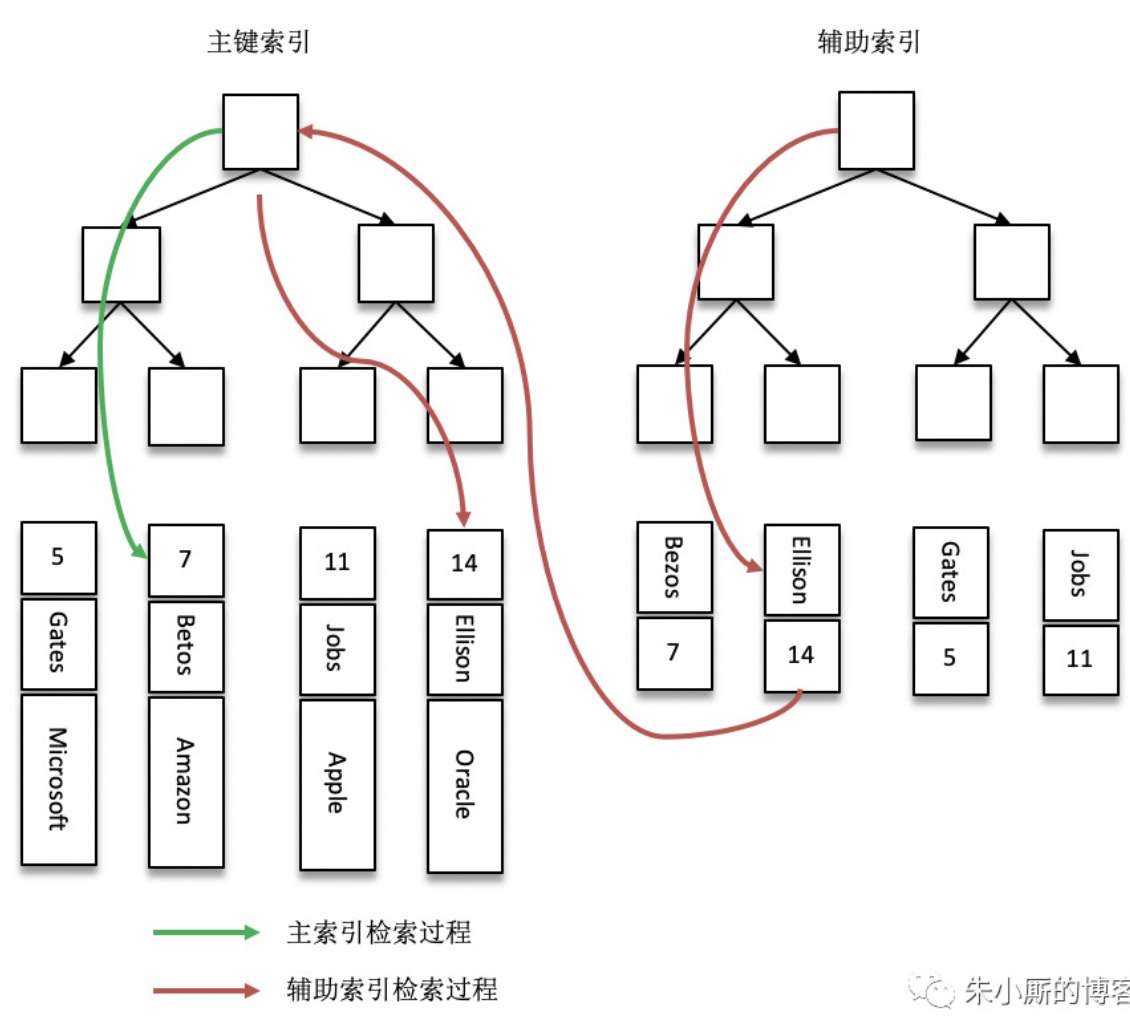 主键索引
辅助索引
5
7
11
14
Gates
Betos
Jobs
Ellison
Microsoft
Amazon
Apple
Oracle
Bezos
Ellison
Gates
Jobs
7
14
5
11
主索引检索过程
辅助索引检索过程
朱小厮的博客